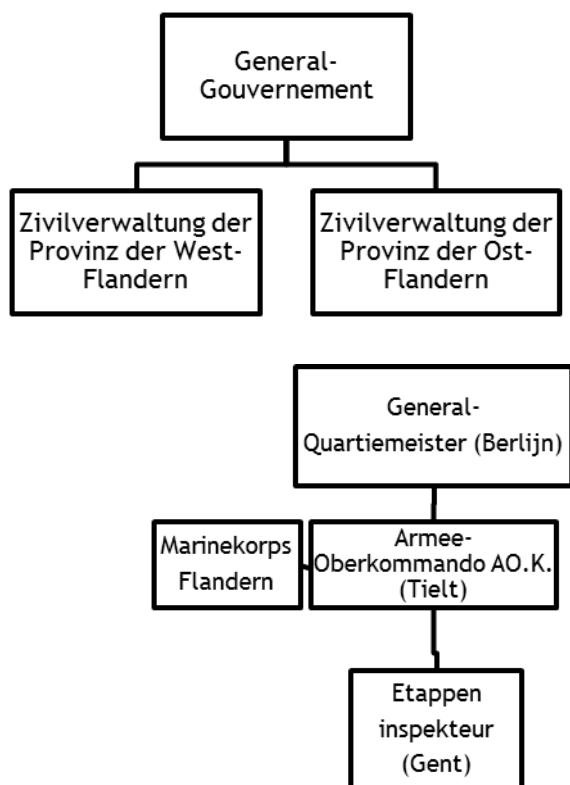 General-
Gouvernement
Zivilverwaltung der
Provinz der West-
Flandern
Zivilverwaltung der
Provinz der Ost-
Flandern
General-
Quartiemeister (Berlijn)
Marinekorps
Flandern
Armee-
Oberkommando AO.K.
(Tielt)
Etappen
inspekteur
(Gent)